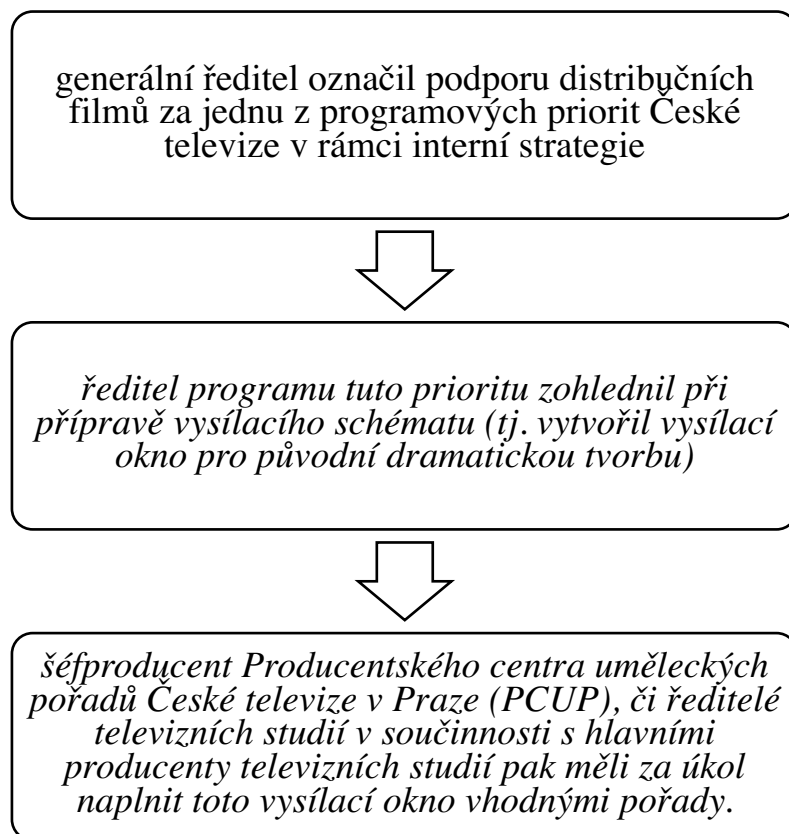 generální ředitel označil podporu distribučních
filmů za jednu z programových priorit České
televize v rámci interní strategie
ředitel programu tuto prioritu zohlednil při
přípravě vysílacího schématu (tj. vytvořil vysílací
okno pro původní dramatickou tvorbu)
šéfproducent Producentského centra uměleckých
pořadů České televize v Praze (PCUP), či ředitelé
televizních studií v součinnosti s hlavními
producenty televizních studií pak měli za úkol
naplnit toto vysílací okno vhodnými pořady.